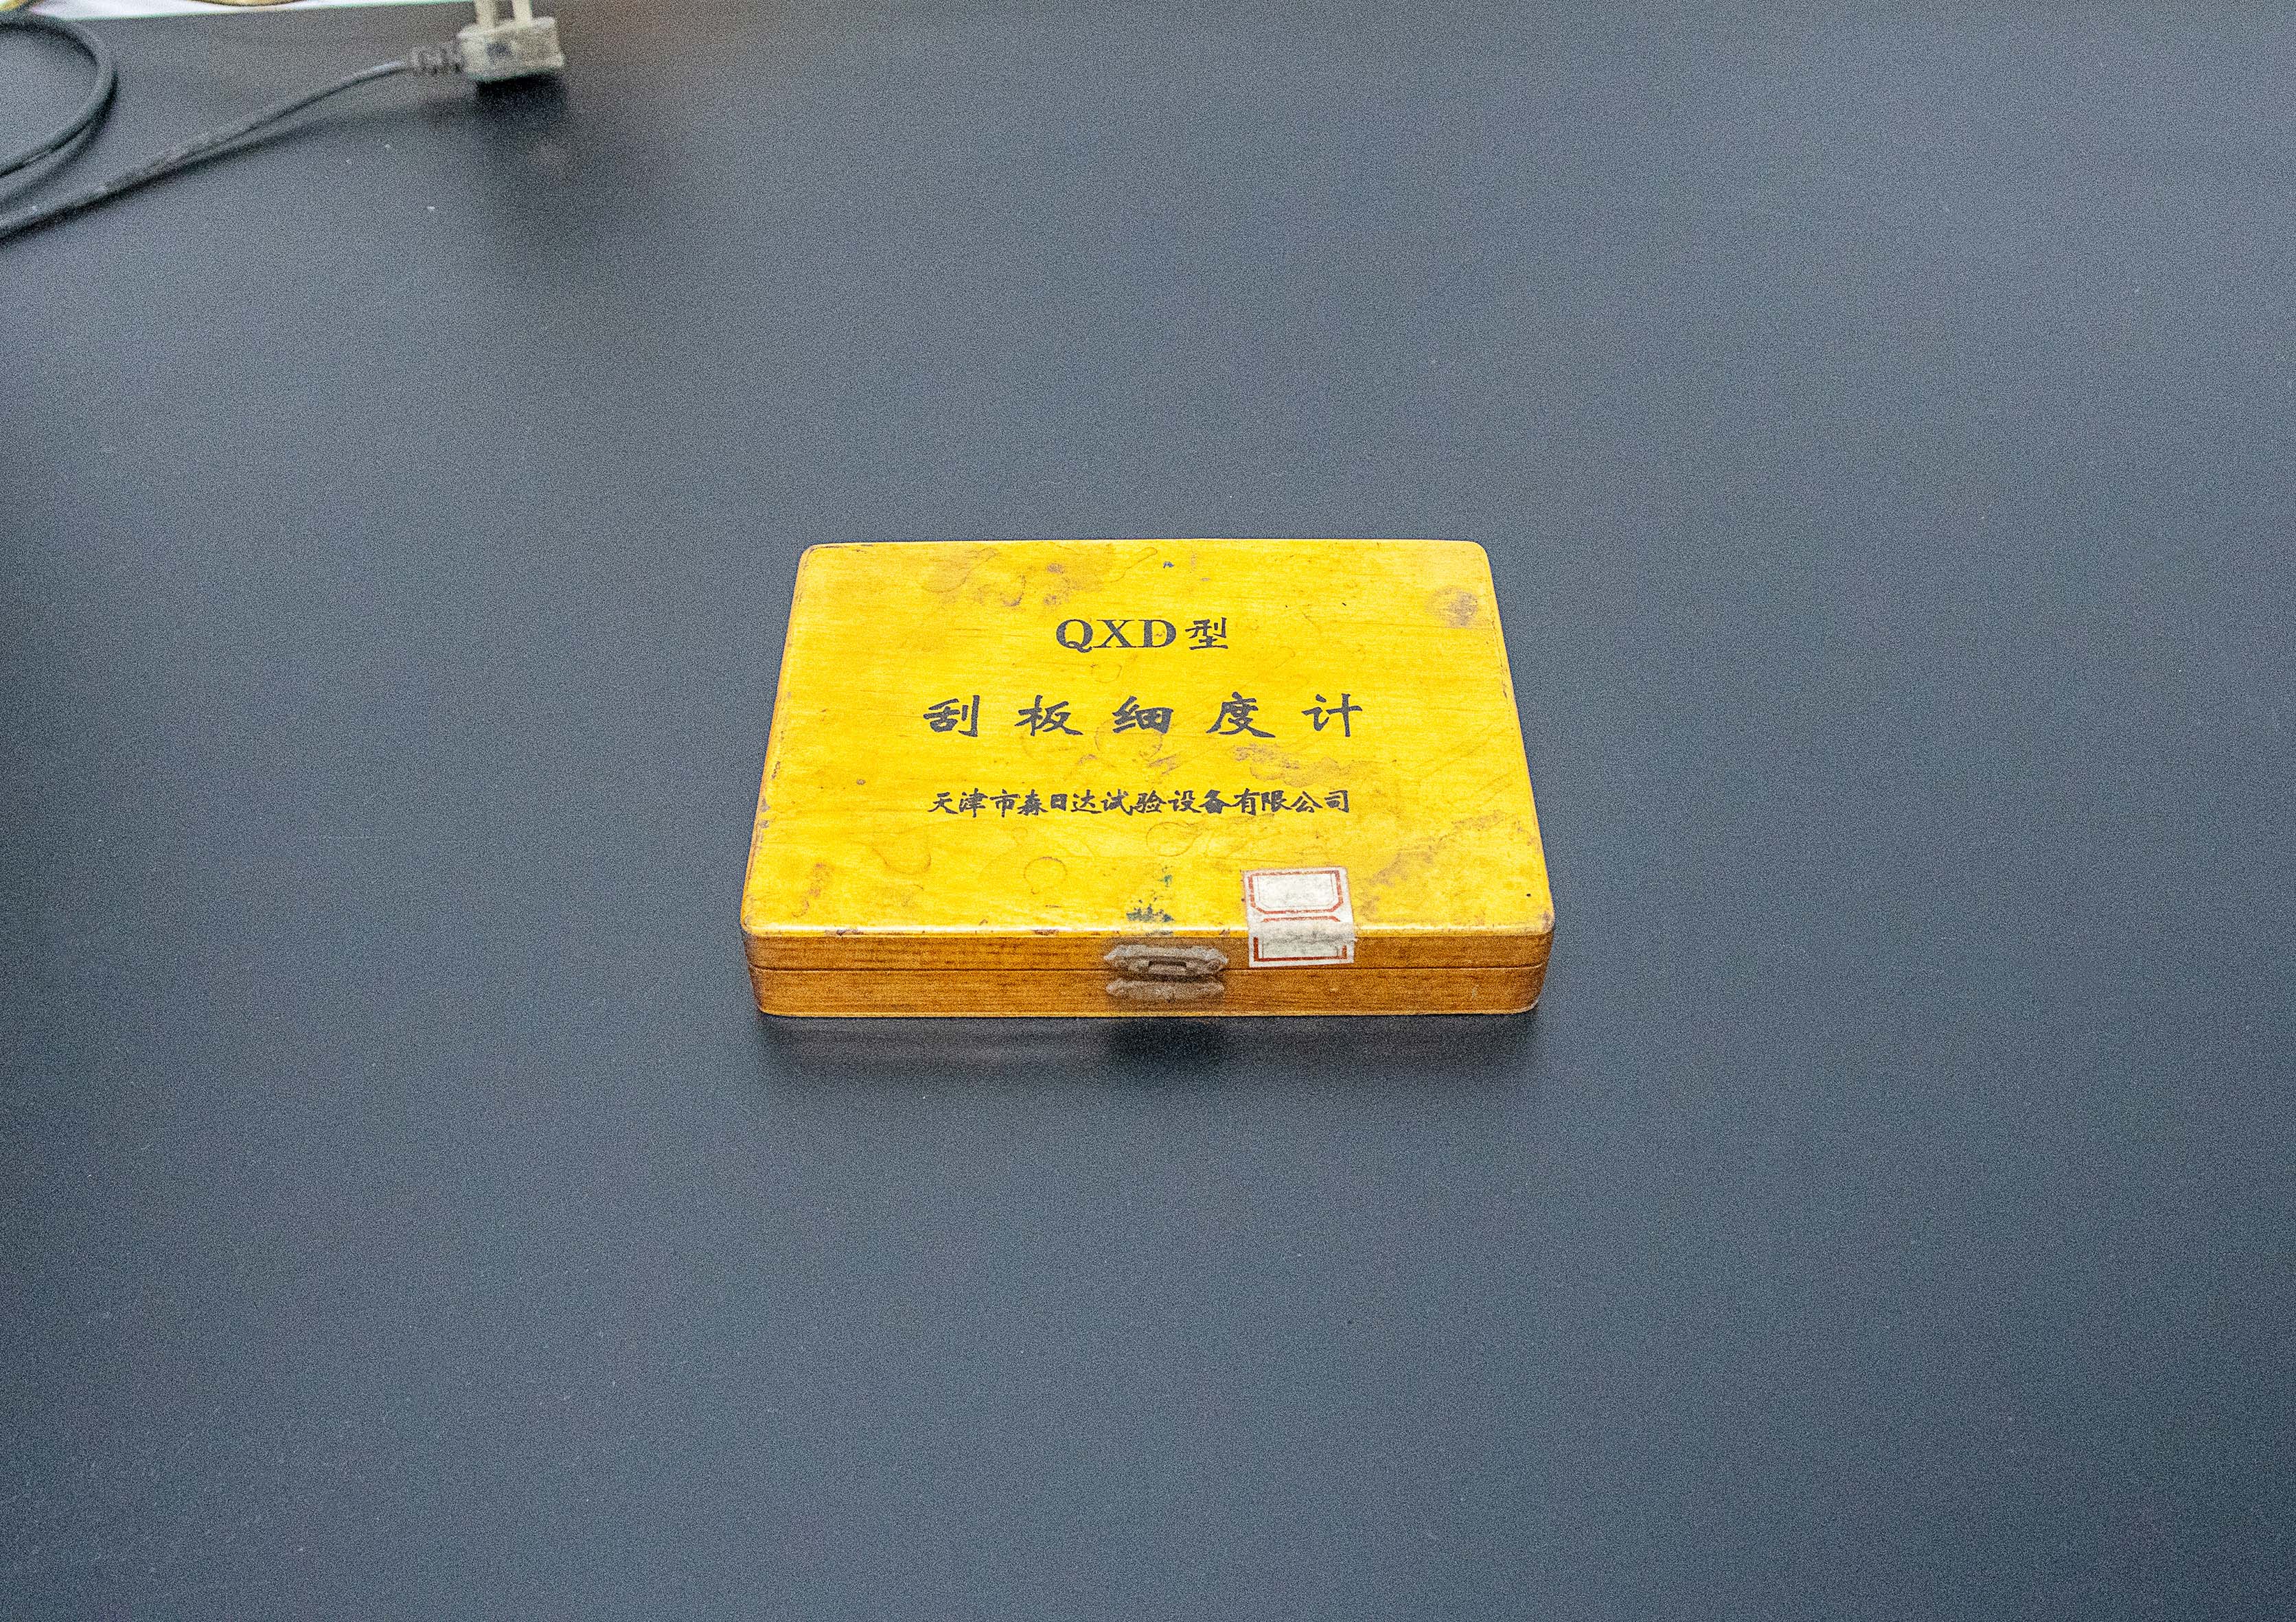 QXD型
刮板细度计
天津市森日达试验设备有限公司